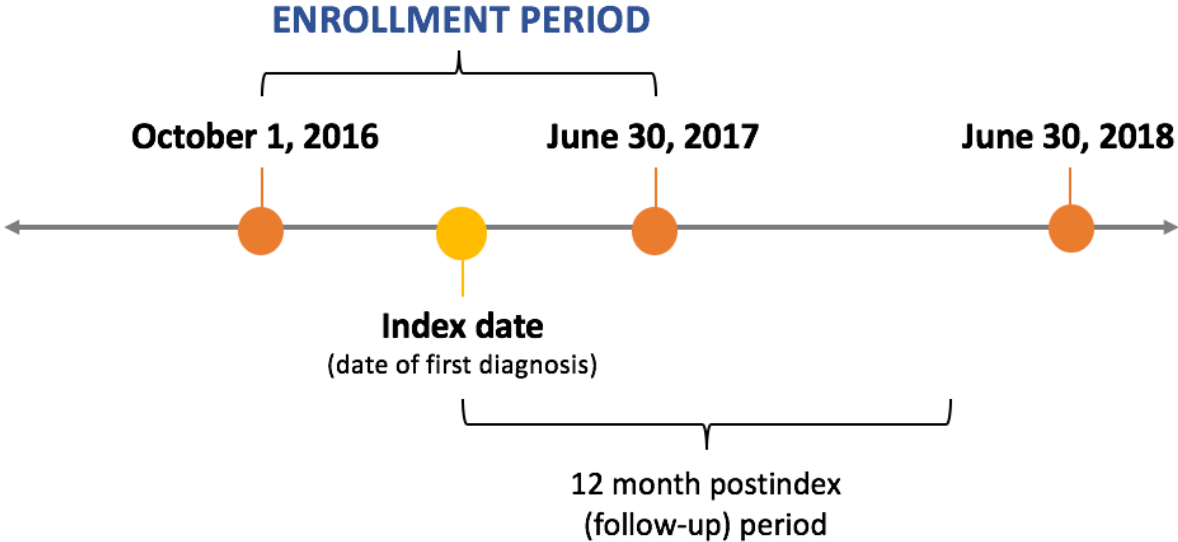 ENROLLMENT PERIOD
October 1, 2016
June 30, 2017
June 30, 2018
Index date
(date of first diagnosis)
12 month postindex
(follow-up) period